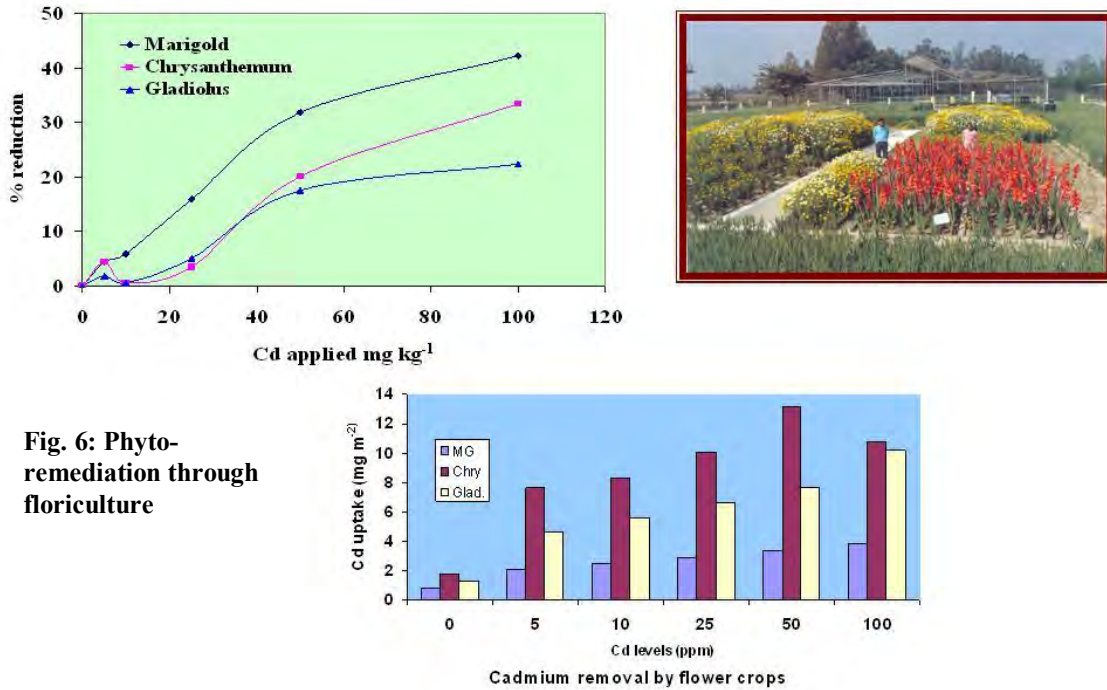 50
40
30
20
10
0
% reduction
Marigold
Chrysanthemum
Gladiolus
0 20 40 60 80 100 120
Cd applied mg kg-1
Fig. 6: Phyto-
remediation through
floriculture
14
12
10
8
6
4
2
0
Cd uptake (mg m-2)
MG
Chry
Glad.
0 5 10 25 50 100
Cd levels (ppm)
Cadmium removal by flower crops